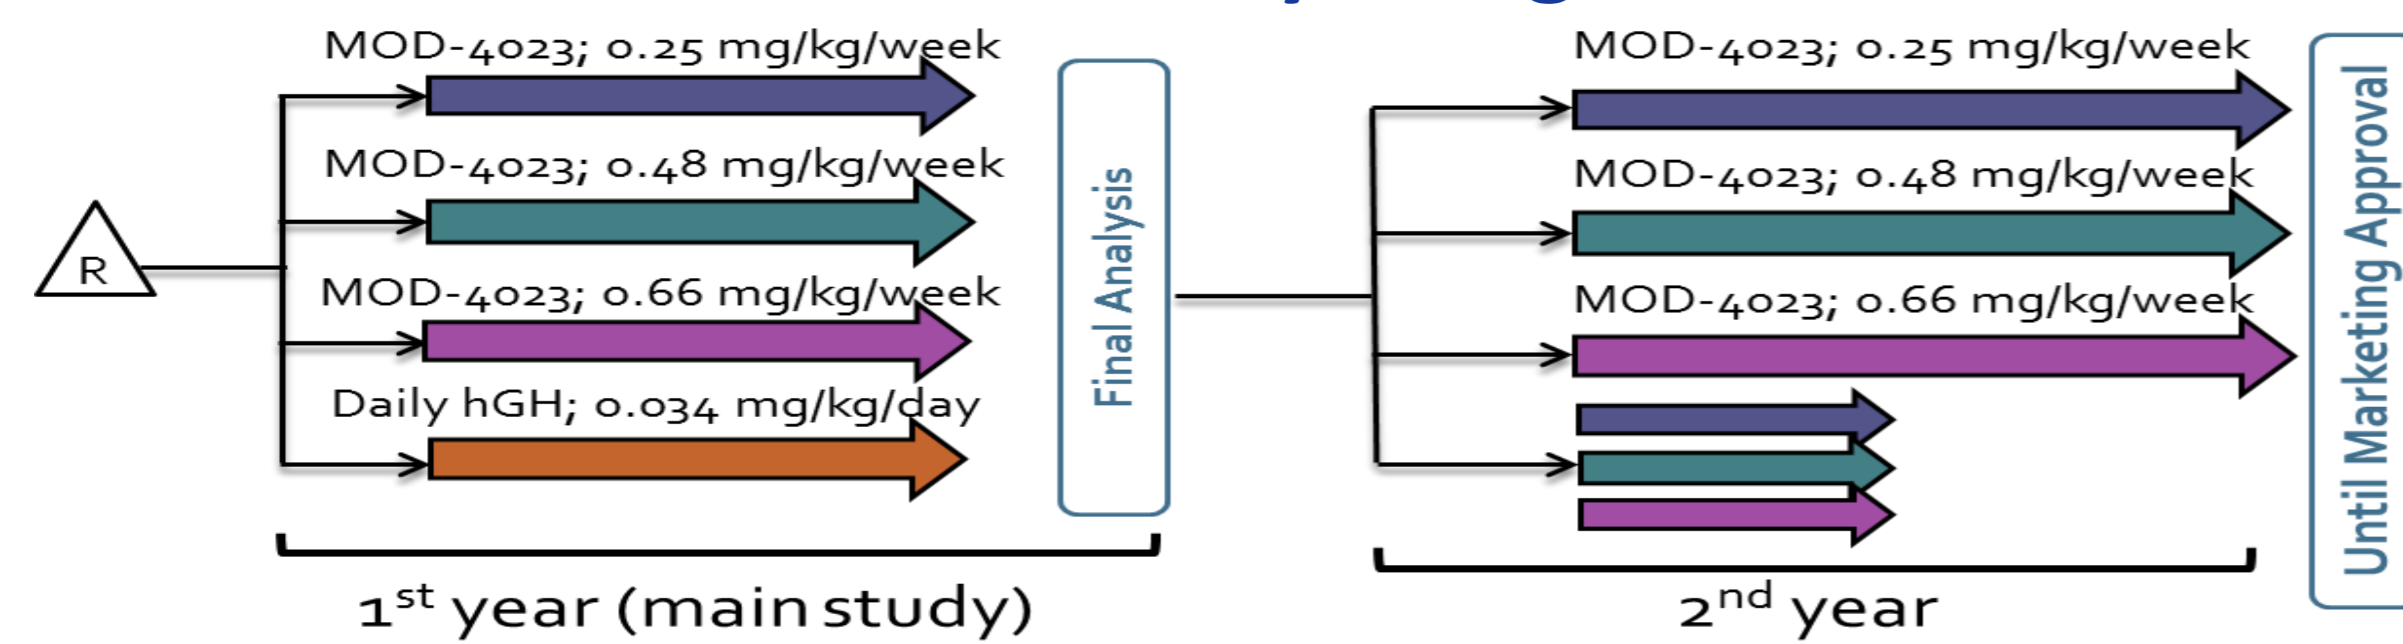 R
MOD-4023; 0.25 mg/kg/week
MOD-4023; 0.48 mg/kg/week
MOD-4023; 0.66 mg/kg/week
Daily hGH; 0.034 mg/kg/day
1st year (main study)
Final Analysis
MOD-4023; 0.25 mg/kg/week
MOD-4023; 0.48 mg/kg/week
MOD-4023; 0.66 mg/kg/week
2nd year
Until Marketing Approval